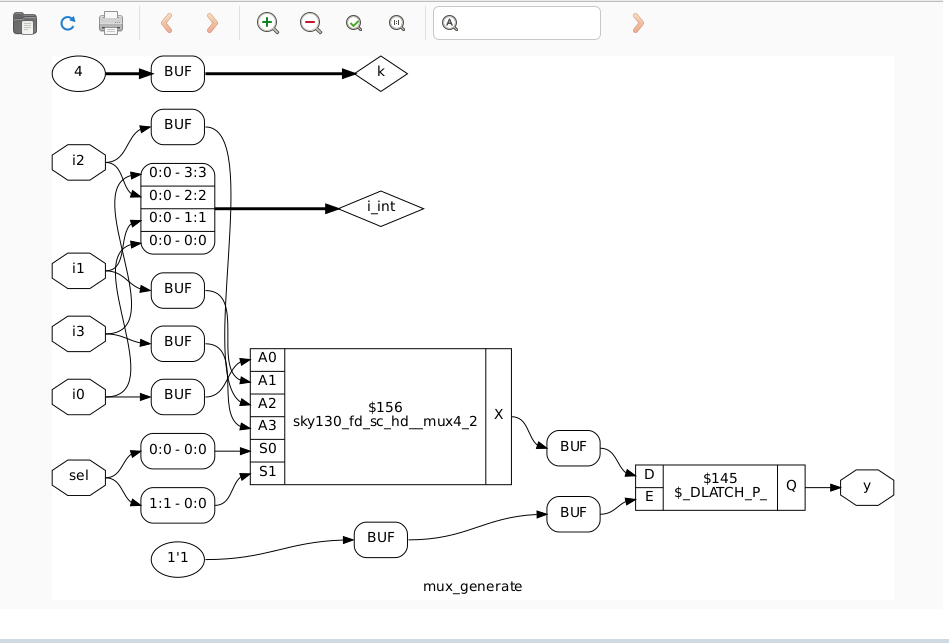 4
BUF
k
BUF
i2
0:0 - 3:3
0:0 - 2:2
0:0 - 1:1
0:0 - 0:0
i_int
i1
BUF
i3
BUF
i0
BUF
A0
A1
A2
A3
S0
S1
$156
sky130_fd_sc_hd__mux4_2
X
sel
0:0 - 0:0
1:1 - 0:0
BUF
BUF
D
E
$145
$_DLATCH_P_
Q
y
1'1
BUF
mux_generate